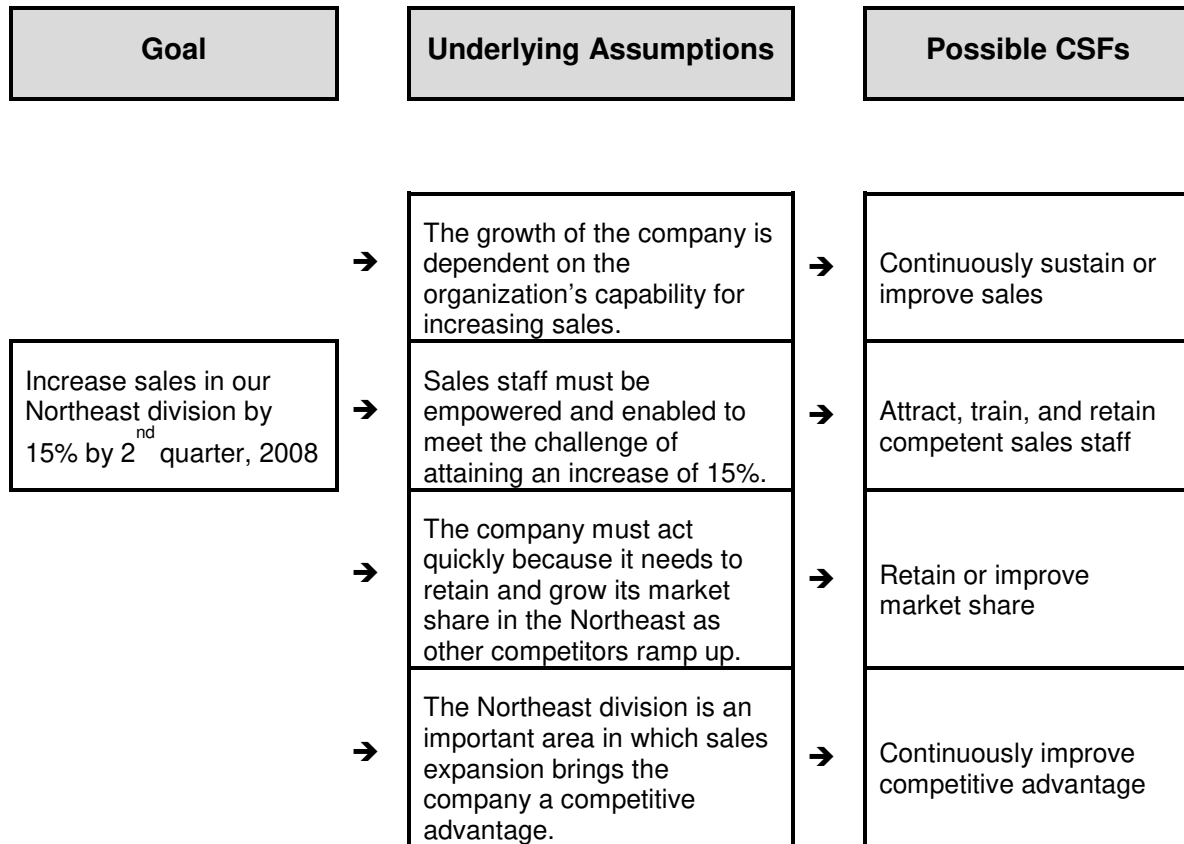 Goal
Underlying Assumptions
Possible CSFs
Increase sales in our
Northeast division by
15% by 2nd quarter, 2008
➔
The growth of the company is
dependent on the
organization’s capability for
increasing sales.
➔
Continuously sustain or
improve sales
➔
Sales staff must be
empowered and enabled to
meet the challenge of
attaining an increase of 15%.
➔
Attract, train, and retain
competent sales staff
➔
The company must act
quickly because it needs to
retain and grow its market
share in the Northeast as
other competitors ramp up.
➔
Retain or improve
market share
➔
The Northeast division is an
important area in which sales
expansion brings the
company a competitive
advantage.
➔
Continuously improve
competitive advantage